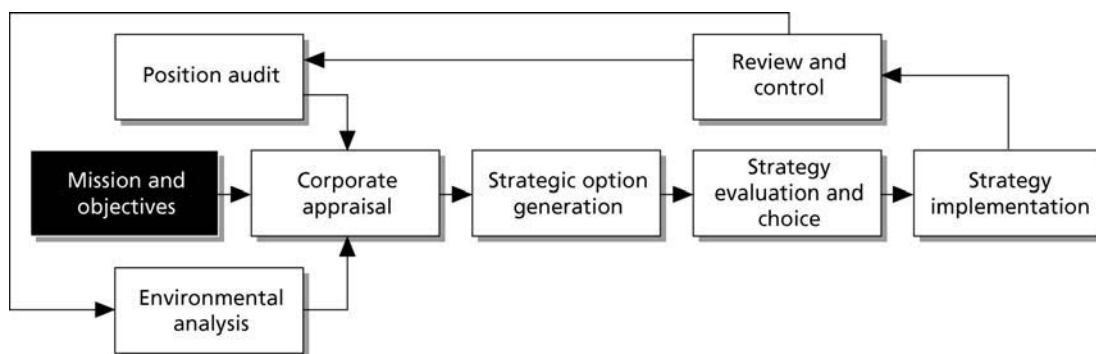 Position audit
Review and
control
Mission and
objectives
Corporate
appraisal
Strategic option
generation
Strategy
evaluation and
choice
Strategy
implementation
Environmental
analysis